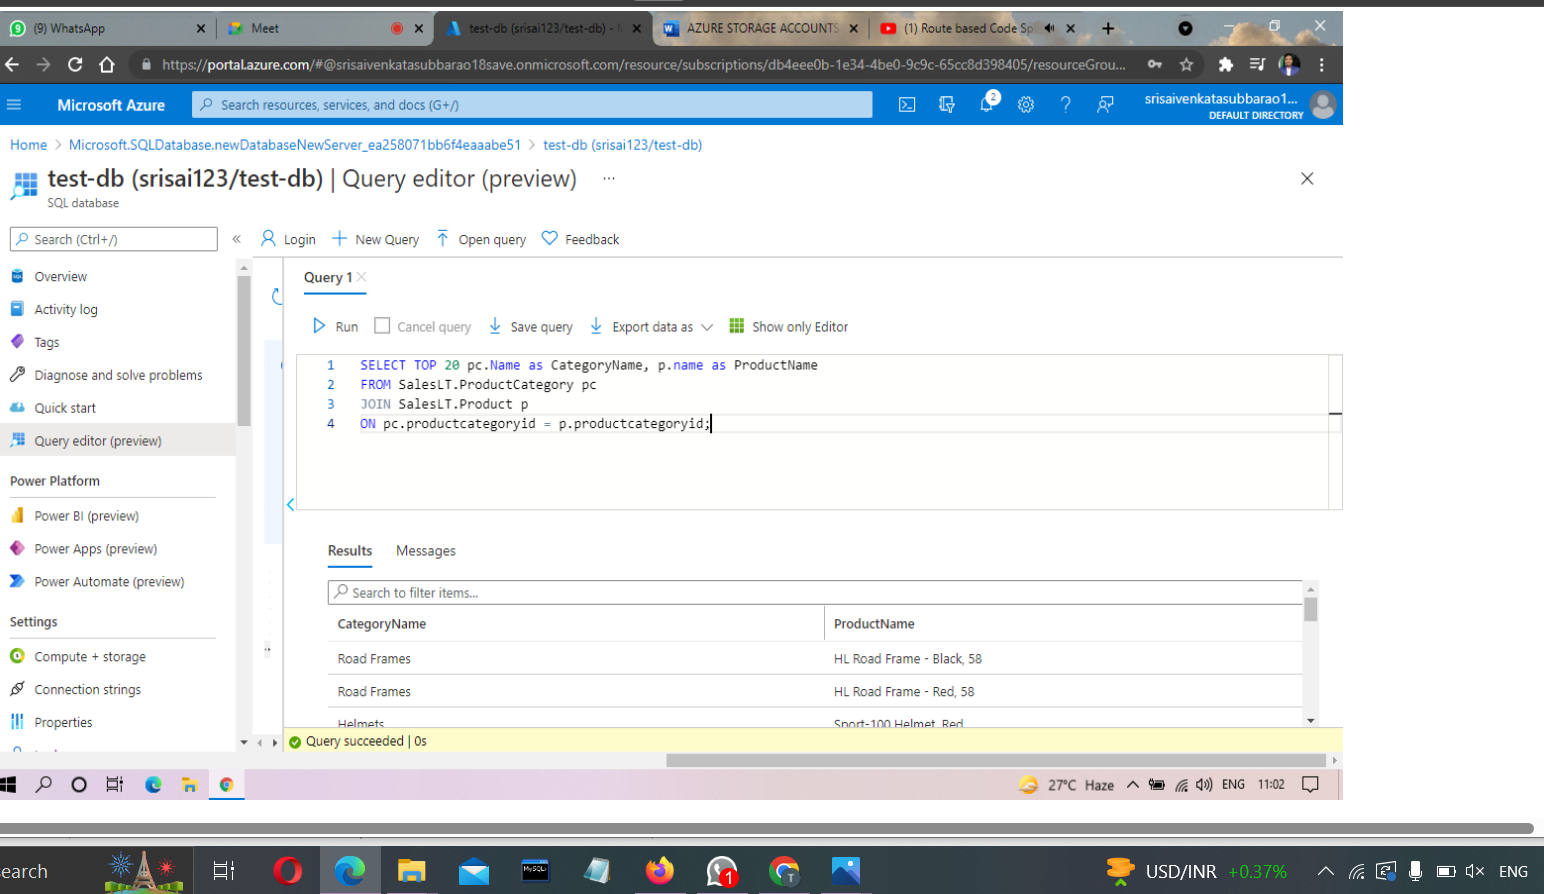 (9) WhatsApp
Meet
test-db (srisai123/test-db) -
AZURE STORAGE ACCOUNTS
(1) Route based Code Sp
https://portal.azure.com/#@srisaivenkatasubbarao18save.onmicrosoft.com/resource/subscriptions/db4eee0b-1e34-4be0-9c9c-65cc8d398405/resourceGrou...
Microsoft Azure
Search resources, services, and docs (G+/)
2
srisaivenkatasubbarao1...
DEFAULT DIRECTORY
Home > Microsoft.SQLDatabase.newDatabaseNewServer_ea258071bb6f4eaaabe51 > test-db (srisai123/test-db)
test-db (srisai123/test-db) | Query editor (preview) ...
SQL database
Search (Ctrl+/)
«
Login
New Query
Open query
Feedback
Overview
Activity log
Tags
Diagnose and solve problems
Quick start
Query editor (preview)
Power Platform
Power BI (preview)
Power Apps (preview)
Power Automate (preview)
Settings
Compute + storage
Connection strings
Properties
Query 1
Run
Cancel query
Save query
Export data as
Show only Editor
1 SELECT TOP 20 pc.Name as CategoryName, p.name as ProductName
2 FROM SalesLT.ProductCategory pc
3 JOIN SalesLT.Product p
4 ON pc.productcategoryid = p.productcategoryid;
Results
Messages
Search to filter items...
CategoryName ProductName
Road Frames HL Road Frame - Black, 58
Road Frames HL Road Frame - Red, 58
Helmets Sport-100 Helmet, Red
Query succeeded | 0s
27°C Haze
ENG
11:02
earch
MySQL
1
T
USD/INR +0.37%
ENG